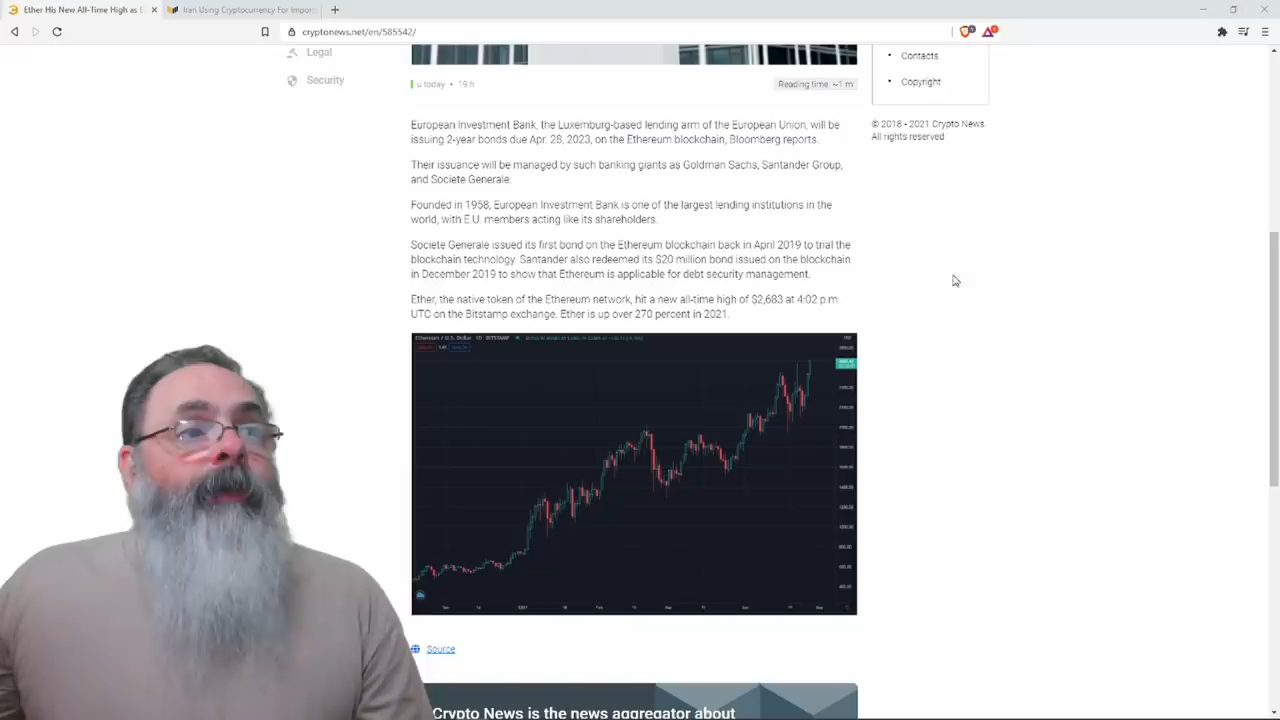 Ether His New All-Time High as E
Iran Using Cryptocurrency For Impor
cryptonews.net/en/585542/
Legal
Security
u.today • 19 h
Reading time ~1 m
European Investment Bank, the Luxemburg-based lending arm of the European Union, will be
issuing 2-year bonds due Apr. 28, 2023, on the Ethereum blockchain, Bloomberg reports.
Their issuance will be managed by such banking giants as Goldman Sachs, Santander Group,
and Societe Generale.
Founded in 1958, European Investment Bank is one of the largest lending institutions in the
world, with E.U. members acting like its shareholders.
Societe Generale issued its first bond on the Ethereum blockchain back in April 2019 to trial the
blockchain technology. Santander also redeemed its $20 million bond issued on the blockchain
in December 2019 to show that Ethereum is applicable for debt security management.
Ether, the native token of the Ethereum network, hit a new all-time high of $2,683 at 4:02 p.m
UTC on the Bitstamp exchange. Ether is up over 270 percent in 2021.
Ethereum / U.S. Dollar 1D BITSTAMP
Source
Crypto News is the news aggregator about
• Contacts
• Copyright
© 2018 - 2021 Crypto News.
All rights reserved